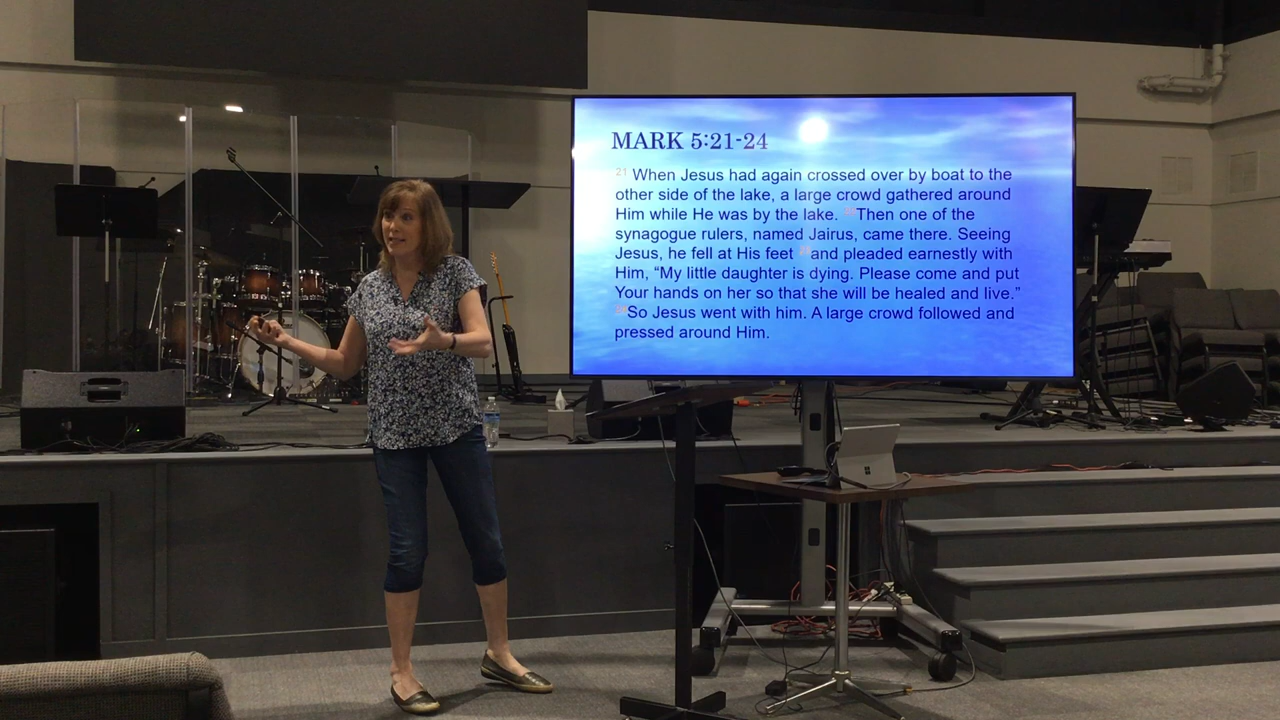 MARK 5:21-24
21 When Jesus had again crossed over by boat to the
other side of the lake, a large crowd gathered around
Him while He was by the lake. 22 Then one of the
synagogue rulers, named Jairus, came there. Seeing
Jesus, he fell at His feet 23 and pleaded earnestly with
Him, “My little daughter is dying. Please come and put
Your hands on her so that she will be healed and live.”
24 So Jesus went with him. A large crowd followed and
pressed around Him.